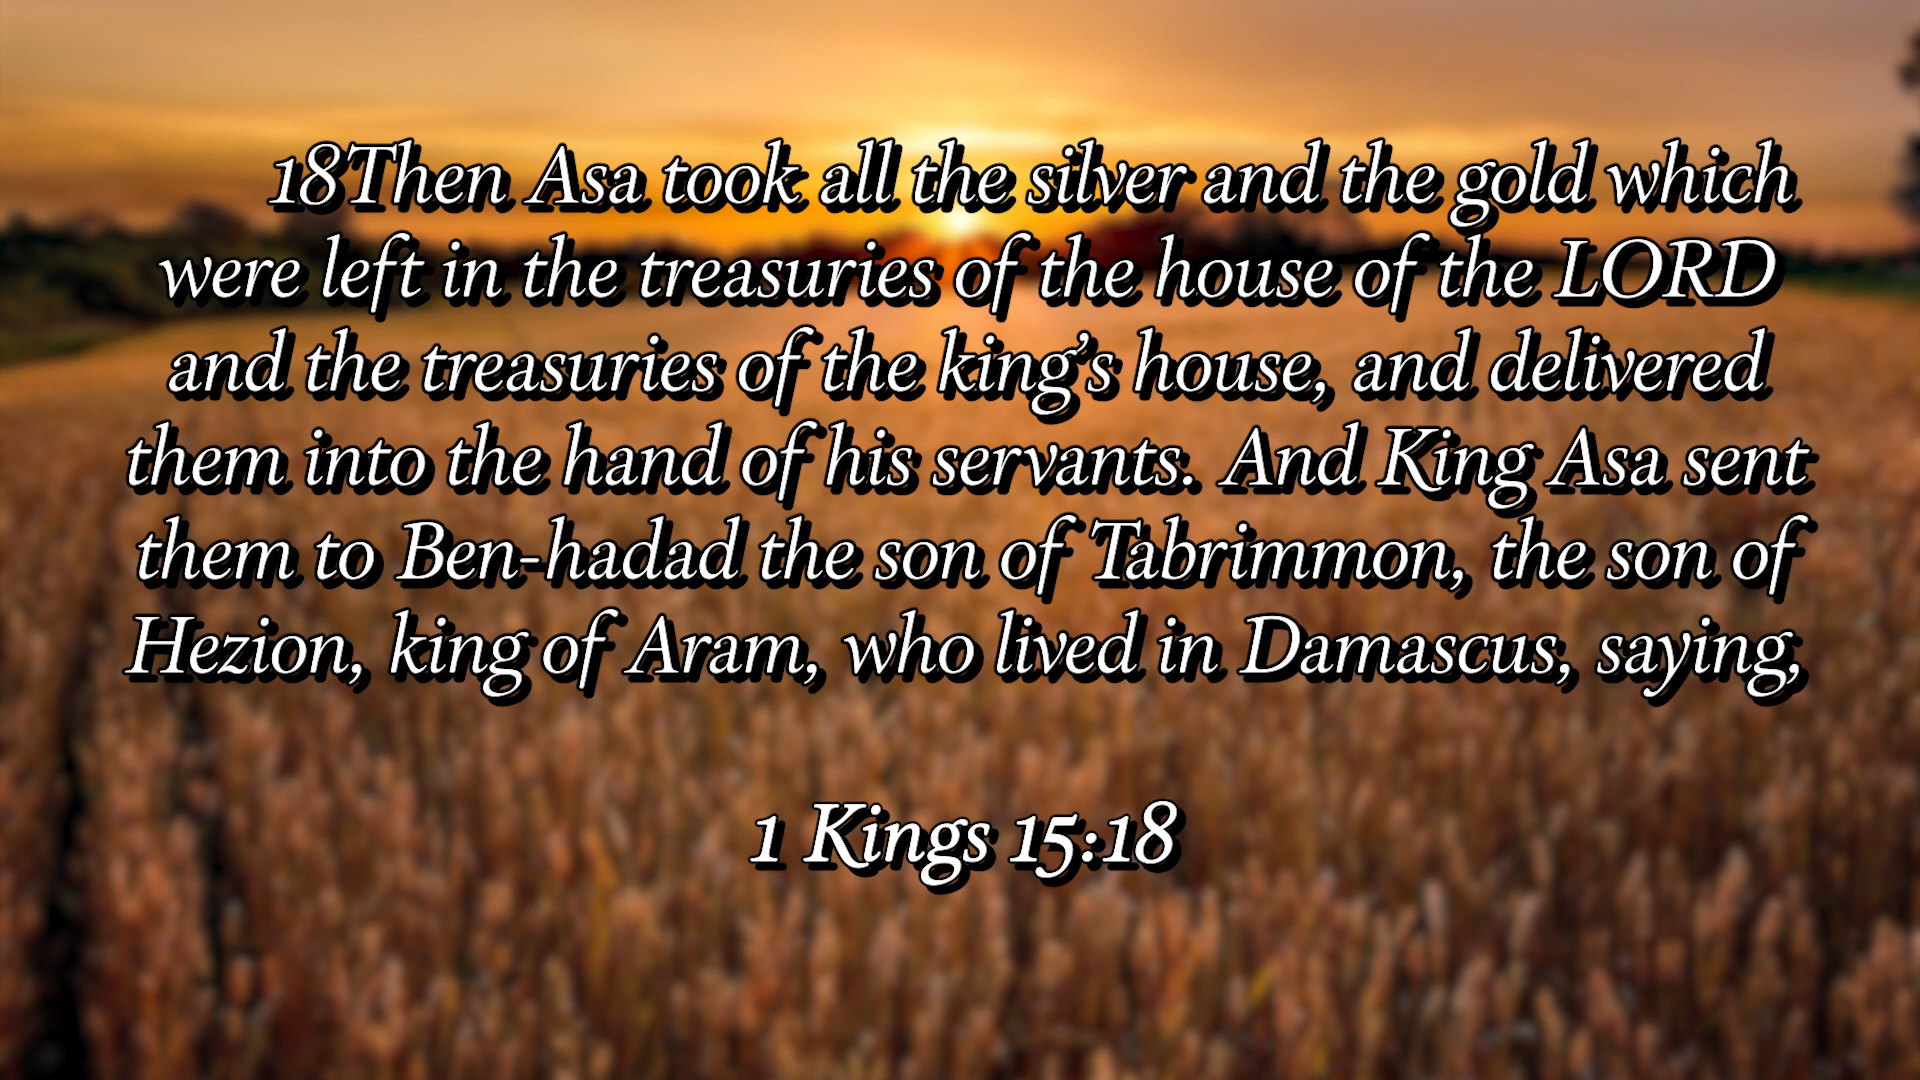 18Then Asa took all the silver and the gold which
were left in the treasuries of the house of the LORD
and the treasuries of the king’s house, and delivered
them into the hand of his servants. And King Asa sent
them to Ben-hadad the son of Tabrimmon, the son of
Hezion, king of Aram, who lived in Damascus, saying,
1 Kings 15:18